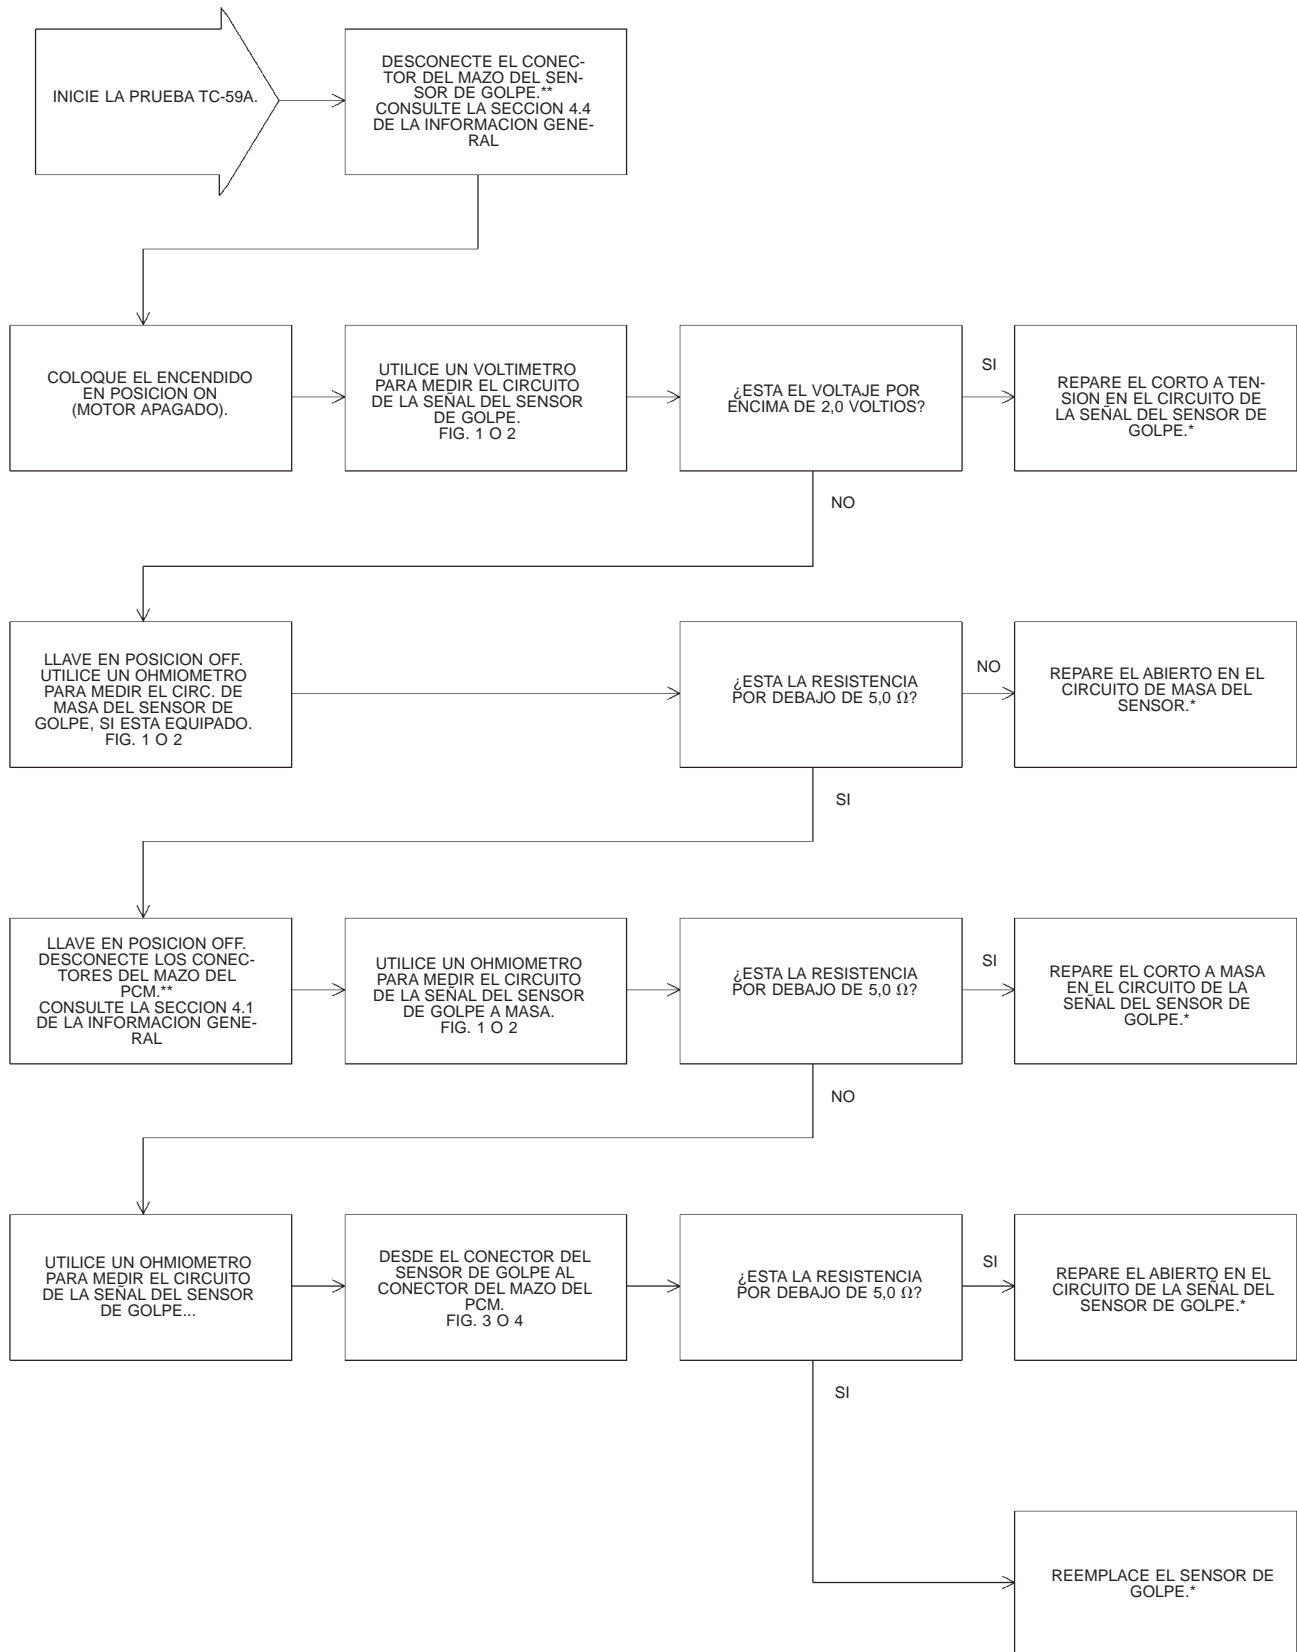 INICIE LA PRUEBA TC-59A.
DESCONECTE EL CONEC-
TOR DEL MAZO DEL SEN-
SOR DE GOLPE.**
CONSULTE LA SECCION 4.4
DE LA INFORMACION GENE-
RAL
COLOQUE EL ENCENDIDO
EN POSICION ON
(MOTOR APAGADO).
UTILICE UN VOLTIMETRO
PARA MEDIR EL CIRCUITO
DE LA SEÑAL DEL SENSOR
DE GOLPE.
FIG. 1 O 2
¿ESTA EL VOLTAJE POR
ENCIMA DE 2,0 VOLTIOS?
SI
REPARE EL CORTO A TEN-
SION EN EL CIRCUITO DE
LA SEÑAL DEL SENSOR DE
GOLPE.*
NO
LLAVE EN POSICION OFF.
UTILICE UN OHMIOMETRO
PARA MEDIR EL CIRC. DE
MASA DEL SENSOR DE
GOLPE, SI ESTA EQUIPADO.
FIG. 1 O 2
¿ESTA LA RESISTENCIA
POR DEBAJO DE 5,0 Ω?
NO
REPARE EL ABIERTO EN EL
CIRCUITO DE MASA DEL
SENSOR.*
SI
LLAVE EN POSICION OFF.
DESCONECTE LOS CONEC-
TORES DEL MAZO DEL
PCM.**
CONSULTE LA SECCION 4.1
DE LA INFORMACION GENE-
RAL
UTILICE UN OHMIOMETRO
PARA MEDIR EL CIRCUITO
DE LA SEÑAL DEL SENSOR
DE GOLPE A MASA.
FIG. 1 O 2
¿ESTA LA RESISTENCIA
POR DEBAJO DE 5,0 Ω?
SI
REPARE EL CORTO A MASA
EN EL CIRCUITO DE LA
SEÑAL DEL SENSOR DE
GOLPE.*
NO
UTILICE UN OHMIOMETRO
PARA MEDIR EL CIRCUITO
DE LA SEÑAL DEL SENSOR
DE GOLPE...
DESDE EL CONECTOR DEL
SENSOR DE GOLPE AL
CONECTOR DEL MAZO DEL
PCM.
FIG. 3 O 4
¿ESTA LA RESISTENCIA
POR DEBAJO DE 5,0 Ω?
SI
REPARE EL ABIERTO EN EL
CIRCUITO DE LA SEÑAL DEL
SENSOR DE GOLPE.*
SI
REEMPLACE EL SENSOR DE
GOLPE.*